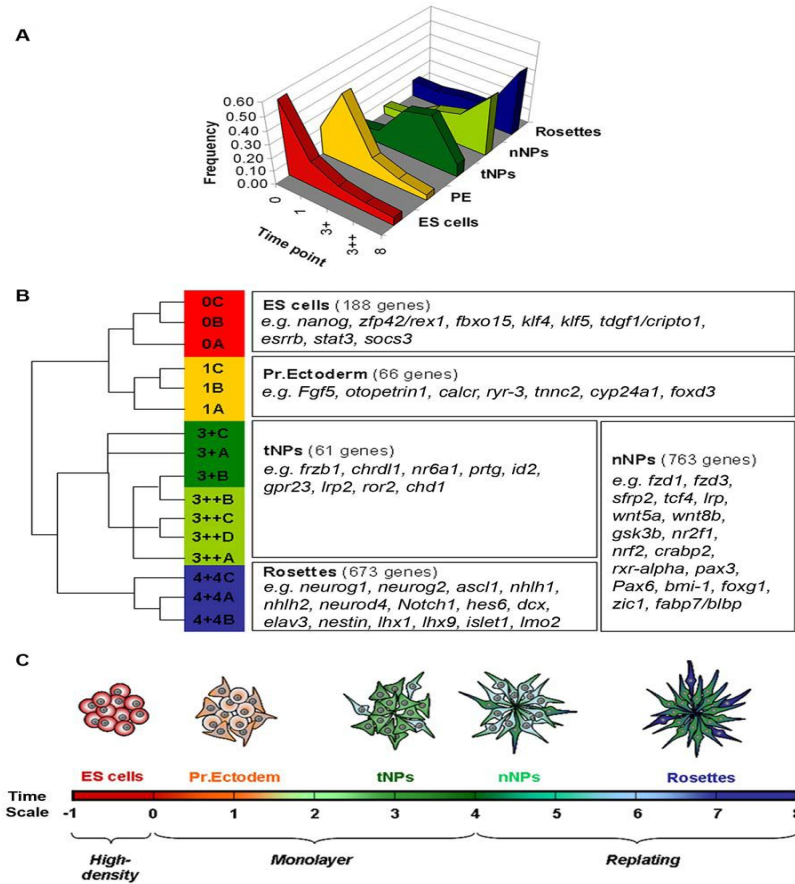 A
0.60
0.50
0.40
0.30
0.20
0.10
0.00
Frequency
0
1
3+
3++
8
Time point
ES cells
PE
tNPs
nNPs
Rosettes
B
0C
0B
0A
1C
1B
1A
3+C
3+A
3+B
3++B
3++C
3++D
3++A
4+4C
4+4A
4+4B
ES cells (188 genes)
e.g. nanog, zfp42/rex1, fbxo15, klf4, klf5, tdgf1/cripto1,
esrrb, stat3, socs3
Pr.Ectoderm (66 genes)
e.g. Fgf5, otopetrin1, calcr, ryr-3, tnnc2, cyp24a1, foxd3
tNPs (61 genes)
e.g. frzb1, chrdl1, nr6a1, prtg, id2,
gpr23, lrp2, ror2, chd1
Rosettes (673 genes)
e.g. neurog1, neurog2, ascl1, nhlh1,
nhlh2, neurod4, Notch1, hes6, dcx,
elav3, nestin, lhx1, lhx9, islet1, lmo2
nNPs (763 genes)
e.g. fzd1, fzd3,
sfrp2, tcf4, lrp,
wnt5a, wnt8b,
gsk3b, nr2f1,
nrf2, crabp2,
rxr-alpha, pax3,
Pax6, bmi-1, foxg1,
zic1, fabp7/blbp
C
ES cells Pr.Ectodem tNPs nNPs Rosettes
Time
Scale
-1 0 1 2 3 4 5 6 7 8
High-
density
Monolayer
Replating